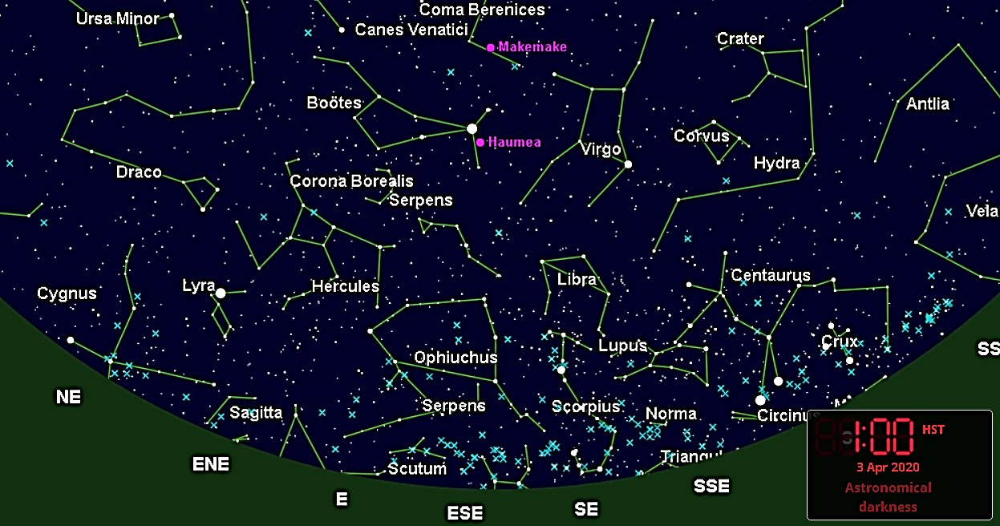 Coma Berenices
Ursa Minor
Canes Venatici
Crater
Makemake
Boötes
Antlia
Corvus
Haumea
Virgo
Hydra
Draco
Corona Borealis
Serpens
Vela
Centaurus
Libra
Lyra
Hercules
Cygnus
Crux
Lupus
SS
Ophiuchus
NE
Serpens
Scorpius
Sagitta
Norma
Circinus
1:00 HST
3 Apr 2020
Astronomical
darkness
Triangul
ENE
Scutum
SSE
E
ESE
SE